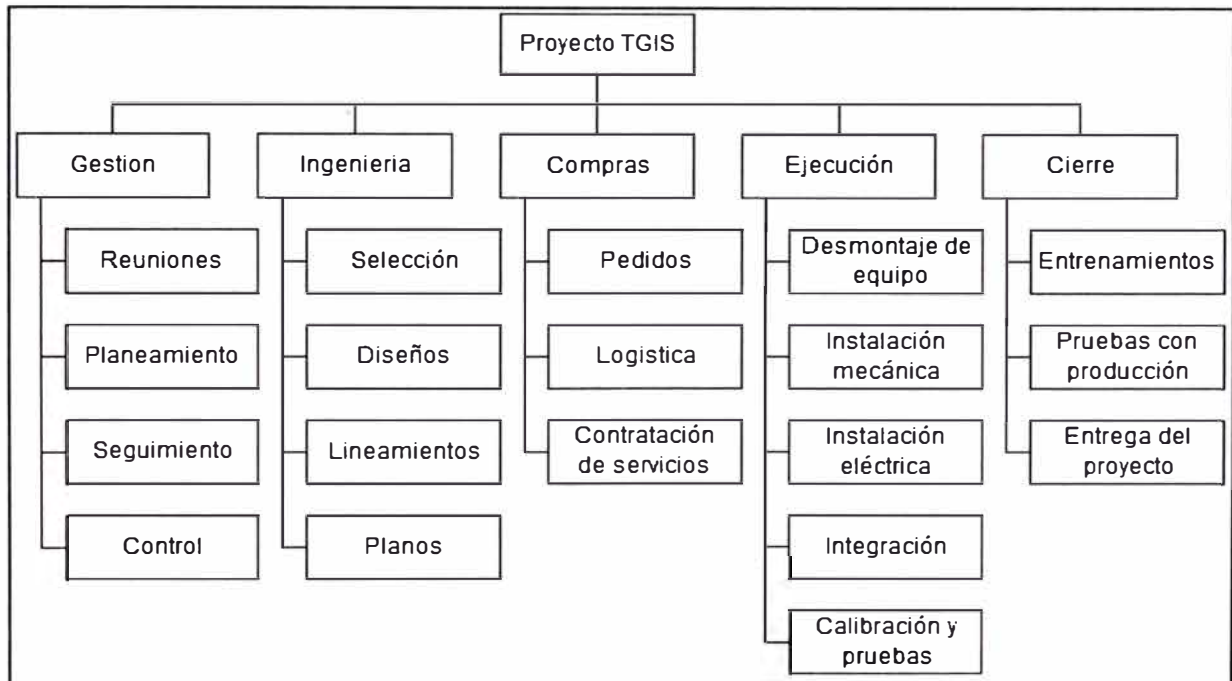 Proyecto TGIS
Gestion
Reuniones
Planeamiento
Seguimiento
Control
Ingenieria
Selección
Diseños
Lineamientos
Planos
Compras
Pedidos
Logistica
Contratación
de servicios
Ejecución
Desmontaje de
equipo
Instalación
mecánica
Instalación
eléctrica
Integración
Calibración y
pruebas
Cierre
Entrenamientos
Pruebas con
producción
Entrega del
proyecto